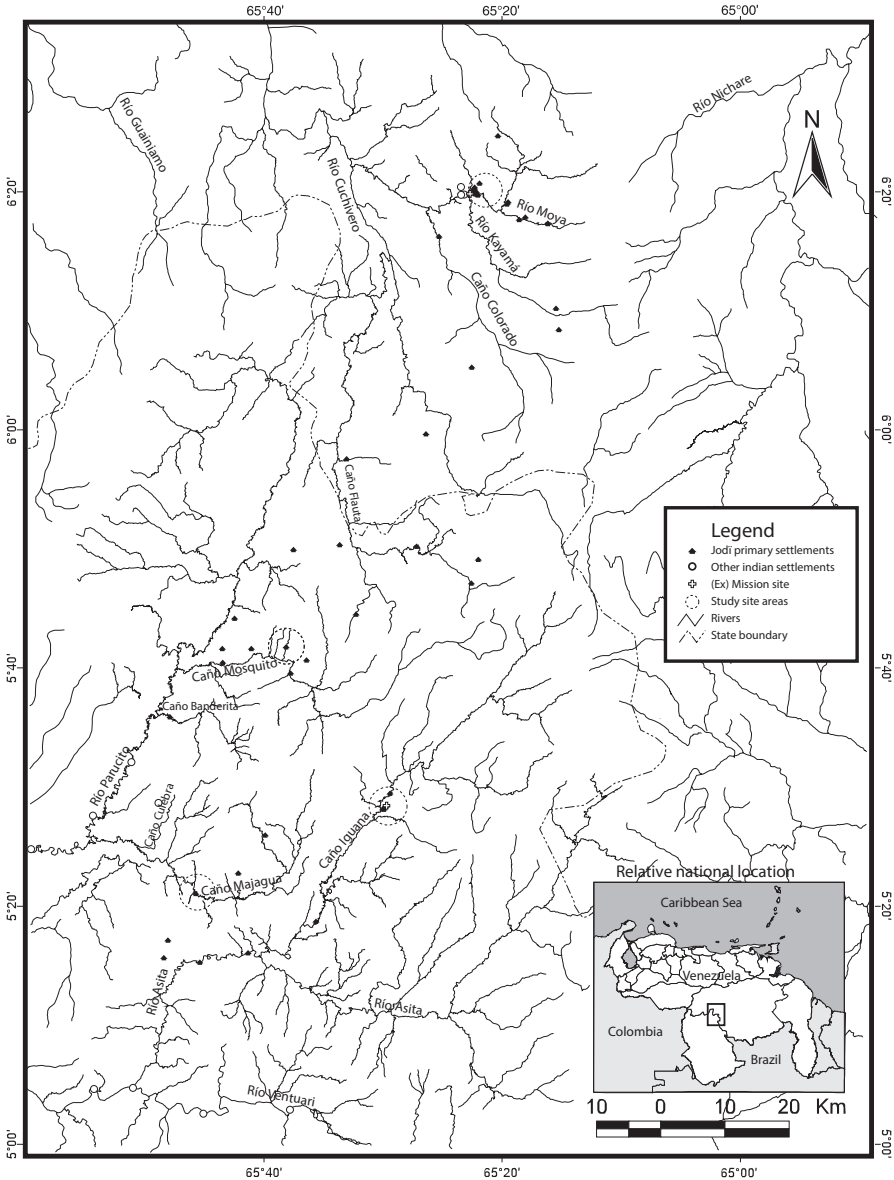 65°40'
65°20'
65°00'
Río Guainiamo
Río Cuchivero
Río Nichare
N
6°20'
6°20'
Río Moya
Río Kayamá
Caño Colorado
6°00'
6°00'
Caño Flauta
Legend
Jodï primary settlements
Other indian settlements
(Ex) Mission site
Study site areas
Rivers
State boundary
5°40'
5°40'
Caño Mosquito
Caño Banderita
Río Parucito
Caño Culebra
Caño Iguana
Caño Majagua
5°20'
5°20'
Relative national location
Caribbean Sea
Venezuela
Colombia
Brazil
Río Asita
Río Asita
Río Ventuari
10 0 10 20 Km
5°00'
5°00'
65°40'
65°20'
65°00'